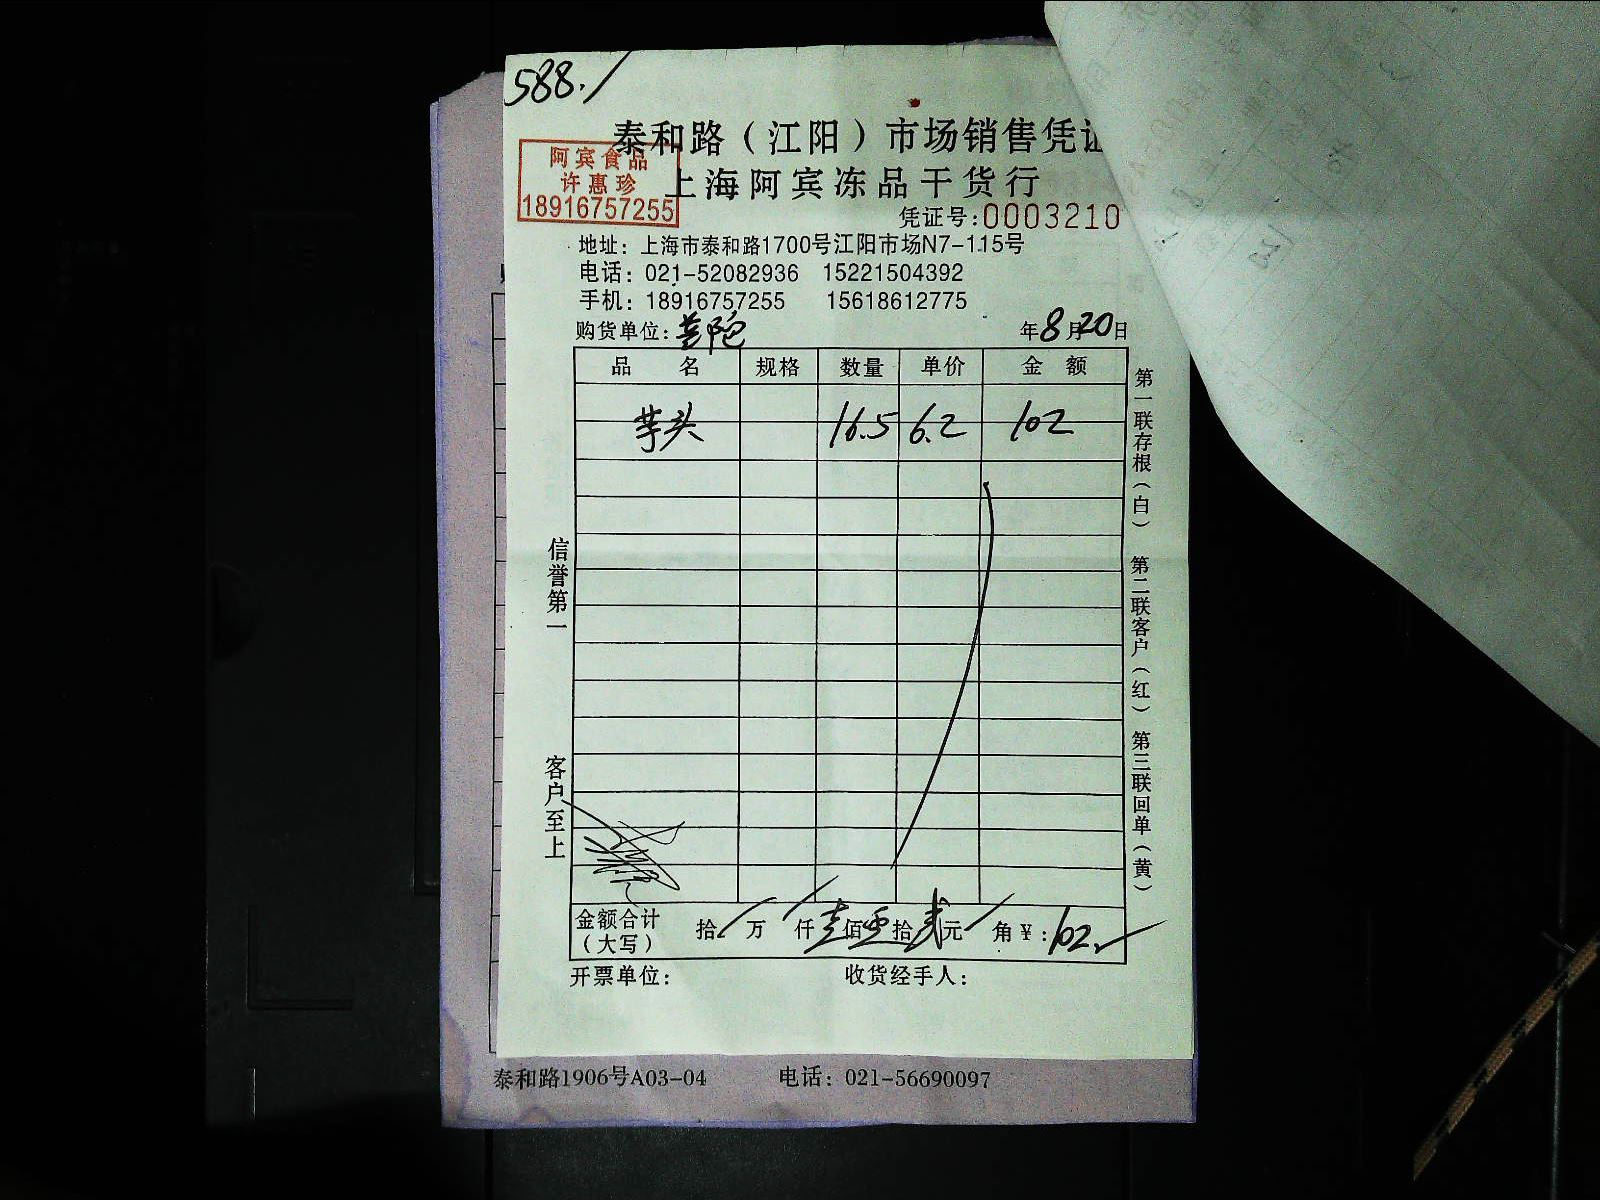 588.
泰和路（江阳）市场销售凭证
阿宾食品
许惠珍
18916757255
上海阿宾冻品干货行
凭证号:0003210
地址：上海市泰和路1700号江阳市场N7-115号
电话：021-52082936 15221504392
手机：18916757255 15618612775
购货单位:普陀 年8月20日
品 名 规格 数量 单价 金 额
芋头 16.5 6.2 102
信誉第一
客户至上
第一联存根（白） 第二联客户（红） 第三联回单（黄）
金额合计（大写） 拾 万 仟壹佰零拾贰元 角￥:102.
开票单位: 收货经手人:
泰和路1906号A03-04 电话：021-56690097